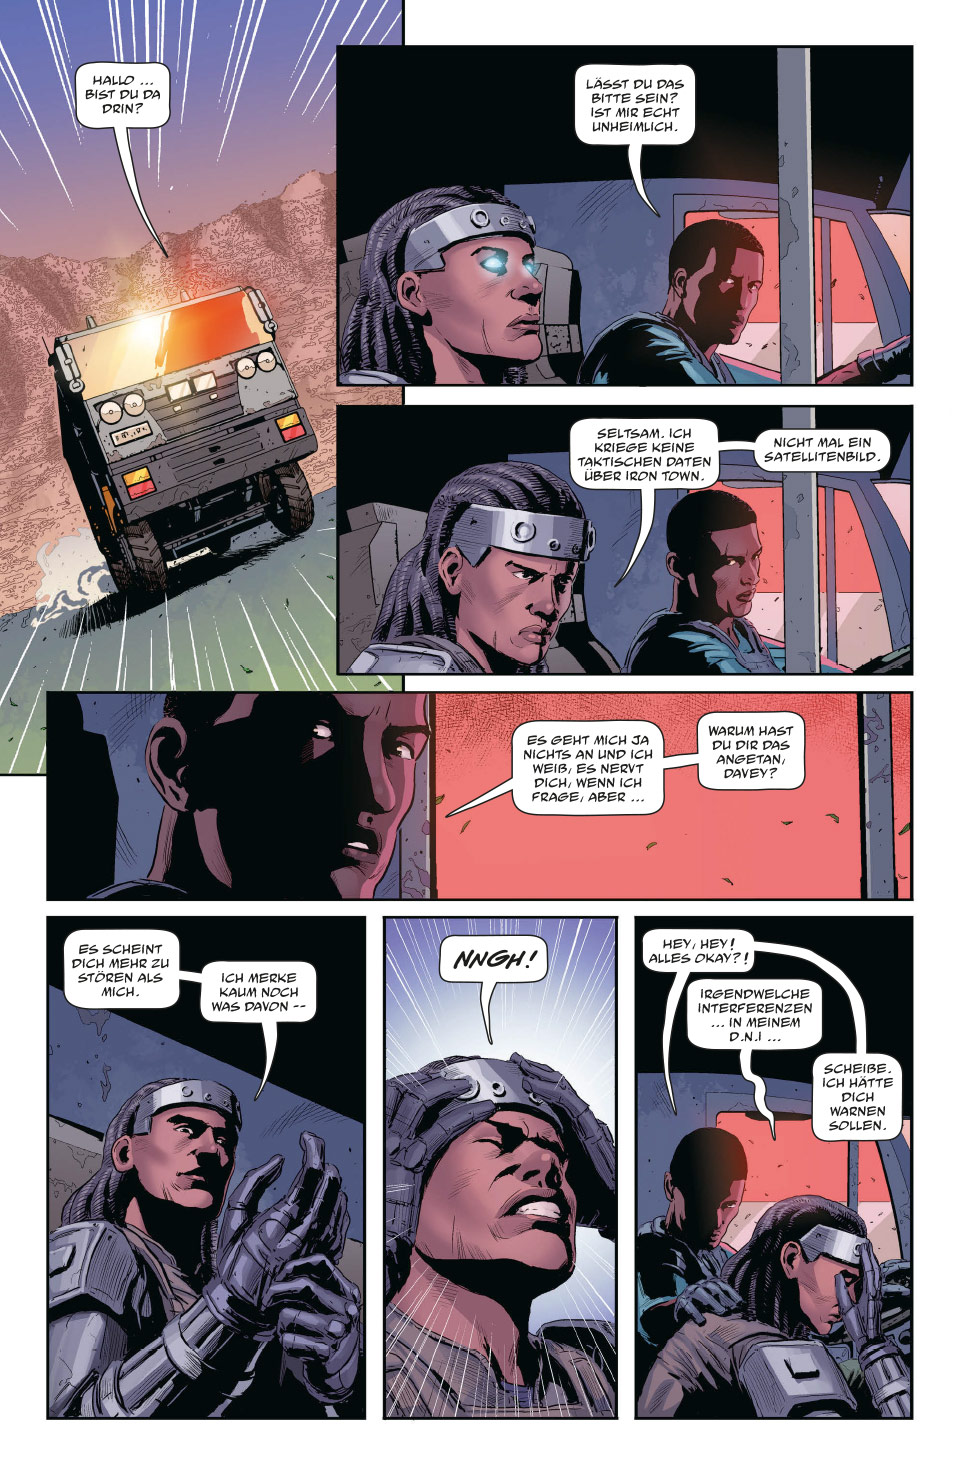 HALLO ...
BIST DU DA
DRIN?
LÄSST DU DAS
BITTE SEIN?
IST MIR ECHT
UNHEIMLICH.
SELTSAM. ICH
KRIEGE KEINE
TAKTISCHEN DATEN
ÜBER IRON TOWN.
NICHT MAL EIN
SATELLITENBILD.
ES GEHT MICH JA
NICHTS AN UND ICH
WEIß, ES NERVT
DICH, WENN ICH
FRAGE, ABER ...
WARUM HAST
DU DIR DAS
ANGETAN,
DAVEY?
ES SCHEINT
DICH MEHR ZU
STÖREN ALS
MICH.
ICH MERKE
KAUM NOCH
WAS DAVON --
NNGH!
HEY, HEY!
ALLES OKAY?!
IRGENDWELCHE
INTERFERENZEN
... IN MEINEM
D.N.I ...
SCHEIßE.
ICH HÄTTE
DICH
WARNEN
SOLLEN.